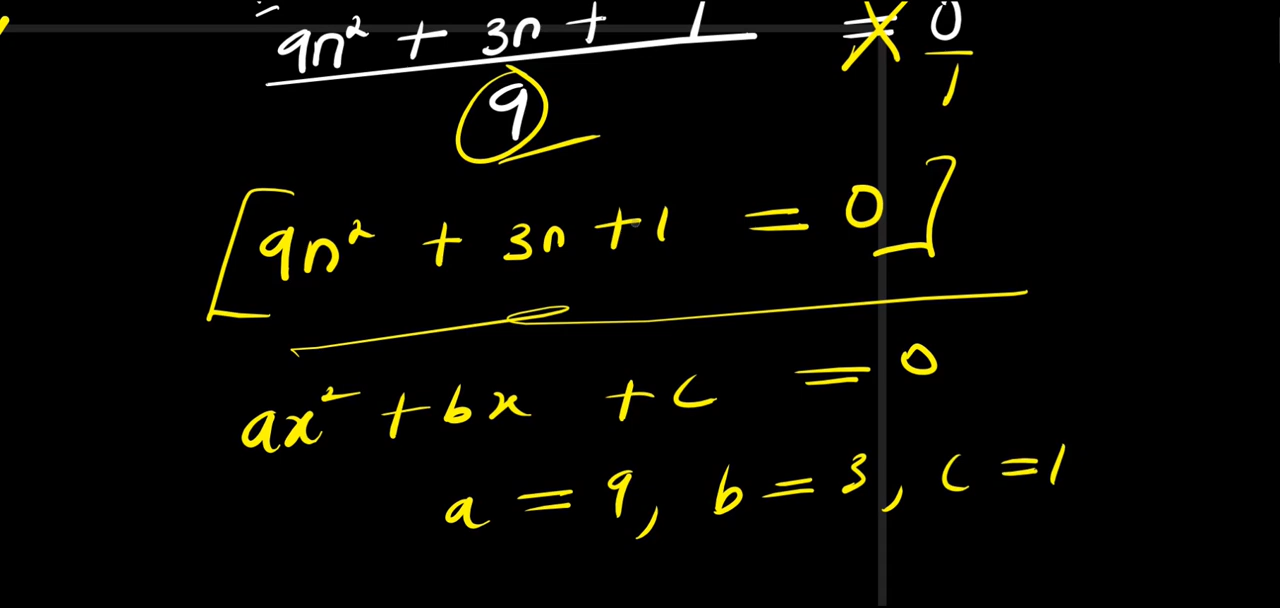 9n² + 3n + 1 = 0
9 1
[9n² + 3n + 1 = 0]
ax² + bx + c = 0
a = 9, b = 3, c = 1